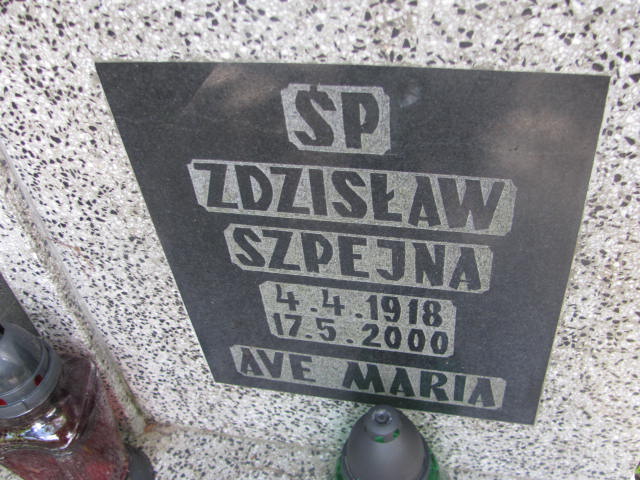 ŚP
ZDZISŁAW
SZPEJNA
4.4.1918
17.5.2000
AVE MARIA